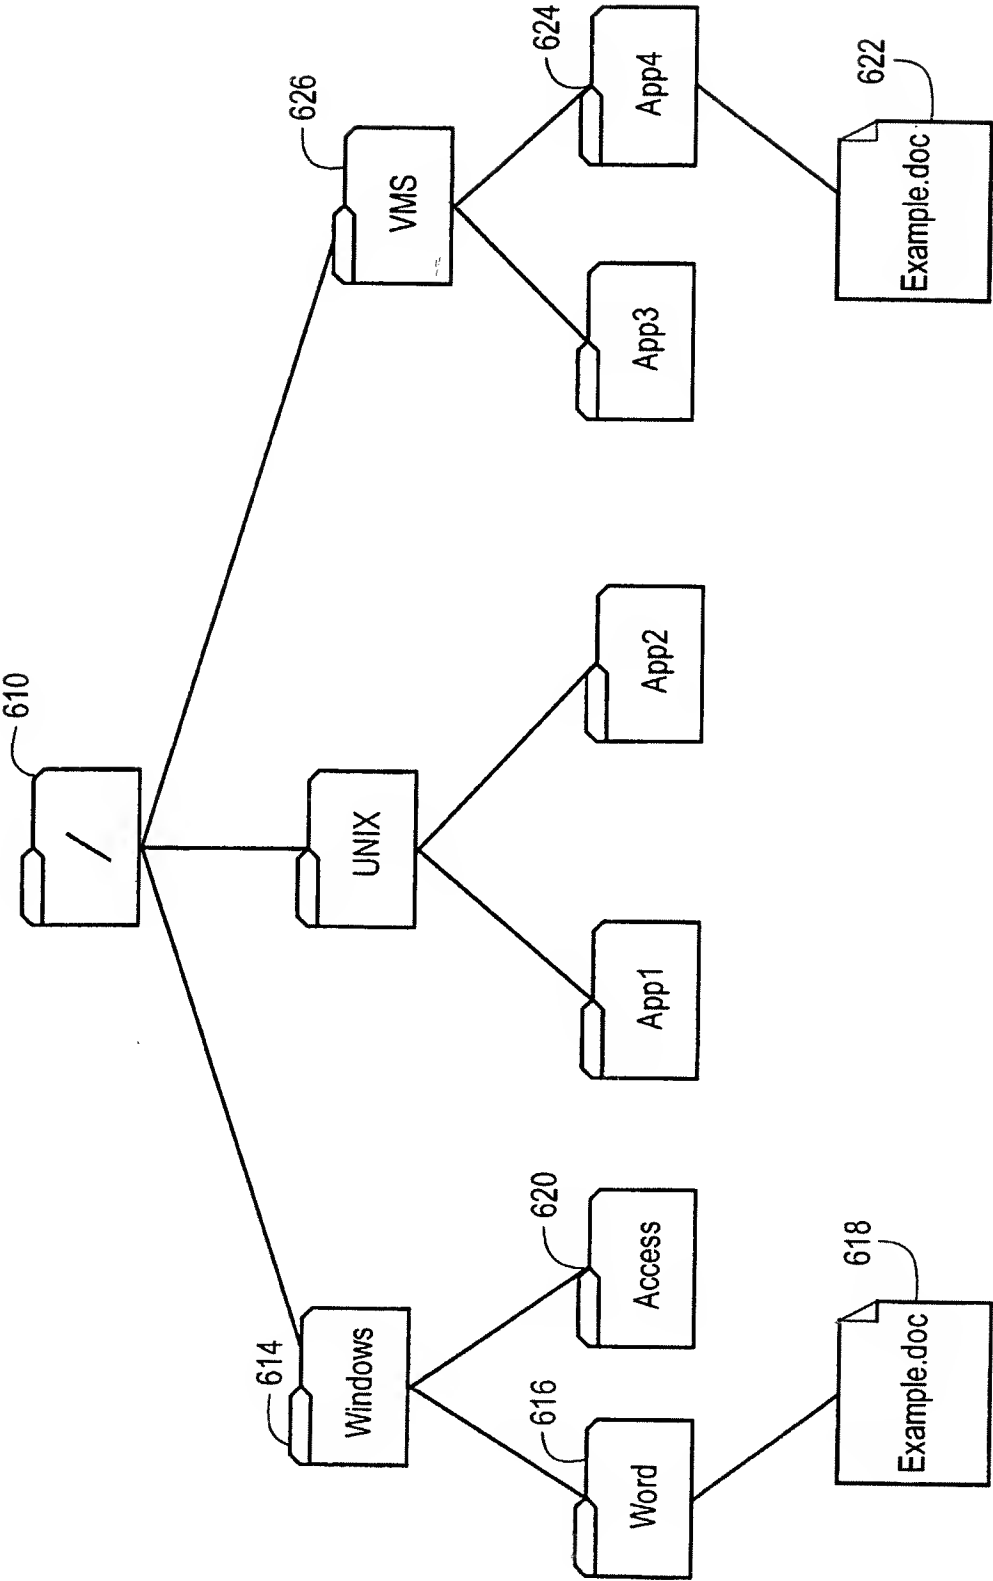 610
/
614
Windows
UNIX
626
VMS
616
Word
620
Access
App1
App2
App3
624
App4
618
Example.doc
622
Example.doc